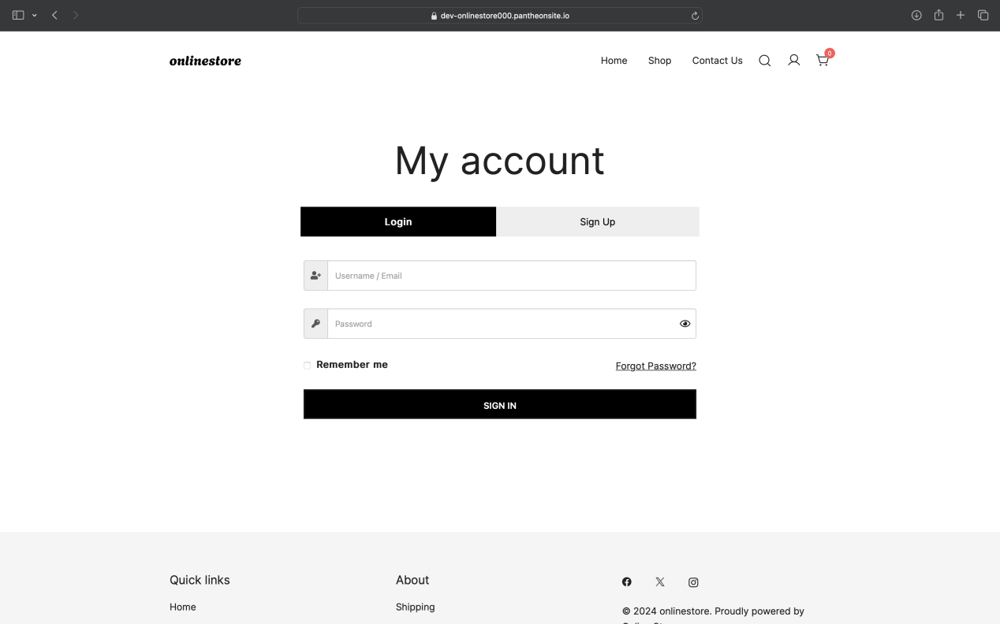 dev-onlinestore000.pantheonsite.io
onlinestore
Home
Shop
Contact Us
0
My account
Login
Sign Up
Username / Email
Password
Remember me
Forgot Password?
SIGN IN
Quick links
About
Home
Shipping
© 2024 onlinestore. Proudly powered by